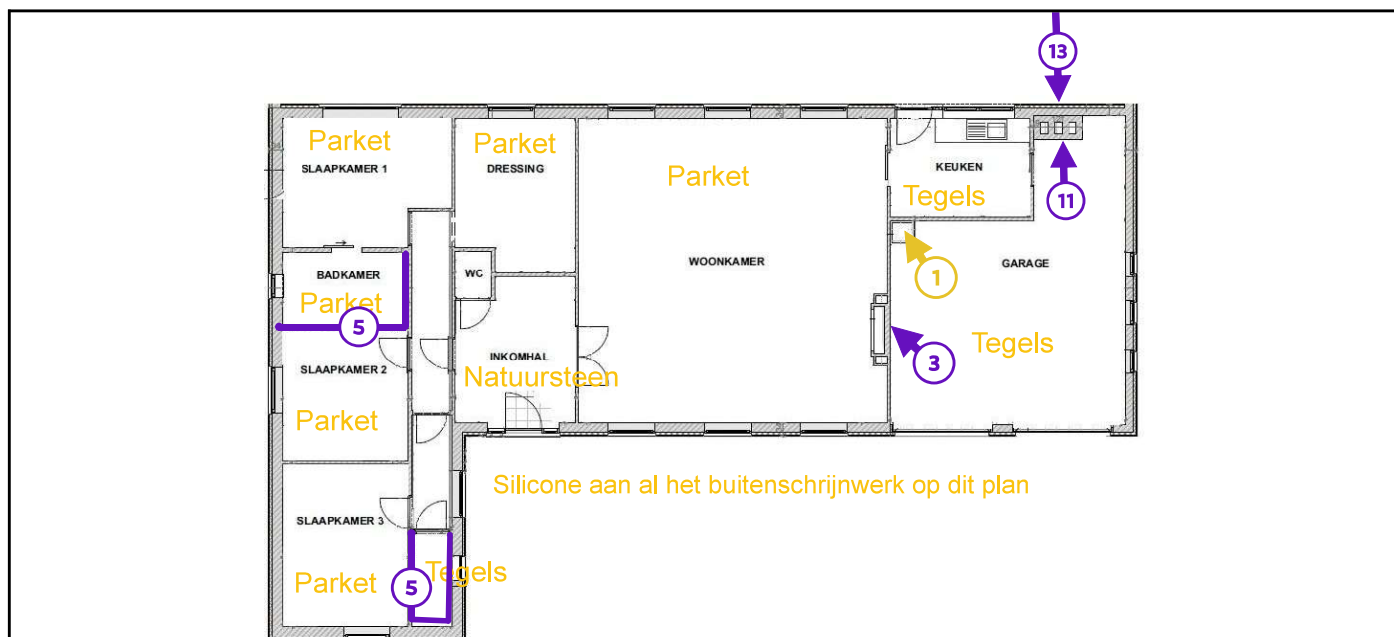 13
Parket
SLAAPKAMER 1
Parket
DRESSING
Parket
KEUKEN
Tegels
11
BADKAMER
Parket
5
WC
WOONKAMER
1
GARAGE
Tegels
3
SLAAPKAMER 2
Parket
INKOMHAL
Natuursteen
Silicone aan al het buitenschrijnwerk op dit plan
SLAAPKAMER 3
Parket
5
Tegels